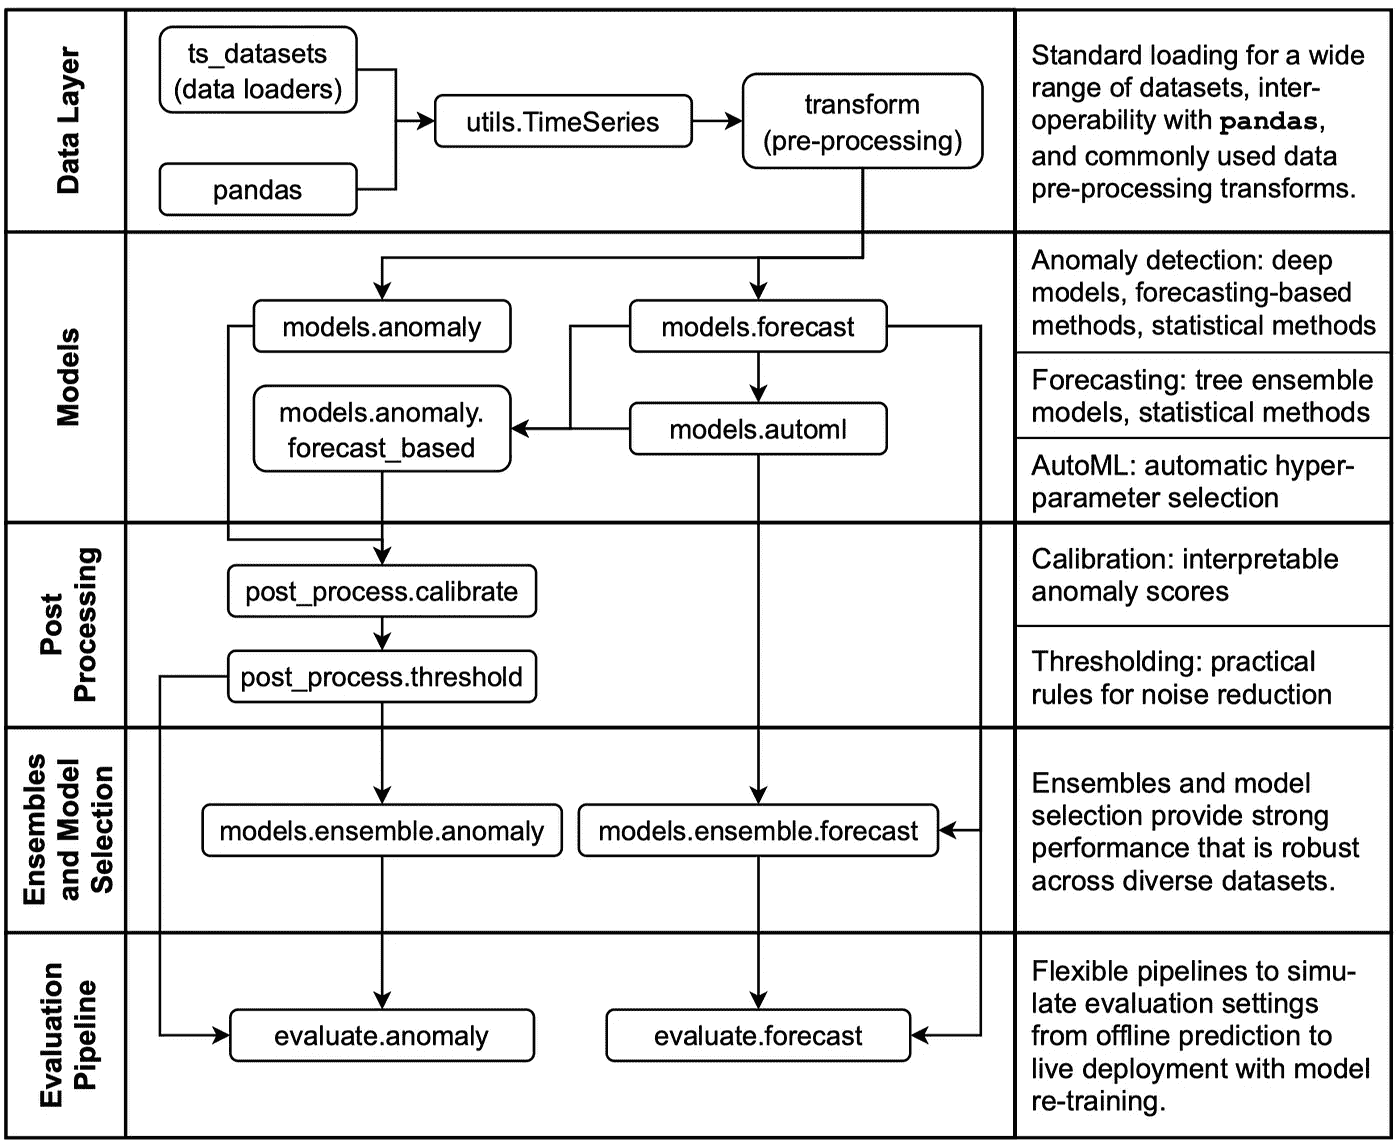 Data Layer
ts_datasets
(data loaders)
pandas
utils.TimeSeries
transform
(pre-processing)
Standard loading for a wide
range of datasets, inter-
operability with pandas,
and commonly used data
pre-processing transforms.
Models
models.anomaly
models.forecast
models.anomaly.
forecast_based
models.automl
Anomaly detection: deep
models, forecasting-based
methods, statistical methods
Forecasting: tree ensemble
models, statistical methods
AutoML: automatic hyper-
parameter selection
Post
Processing
post_process.calibrate
post_process.threshold
Calibration: interpretable
anomaly scores
Thresholding: practical
rules for noise reduction
Ensembles
and Model
Selection
models.ensemble.anomaly
models.ensemble.forecast
Ensembles and model
selection provide strong
performance that is robust
across diverse datasets.
Evaluation
Pipeline
evaluate.anomaly
evaluate.forecast
Flexible pipelines to simu-
late evaluation settings
from offline prediction to
live deployment with model
re-training.